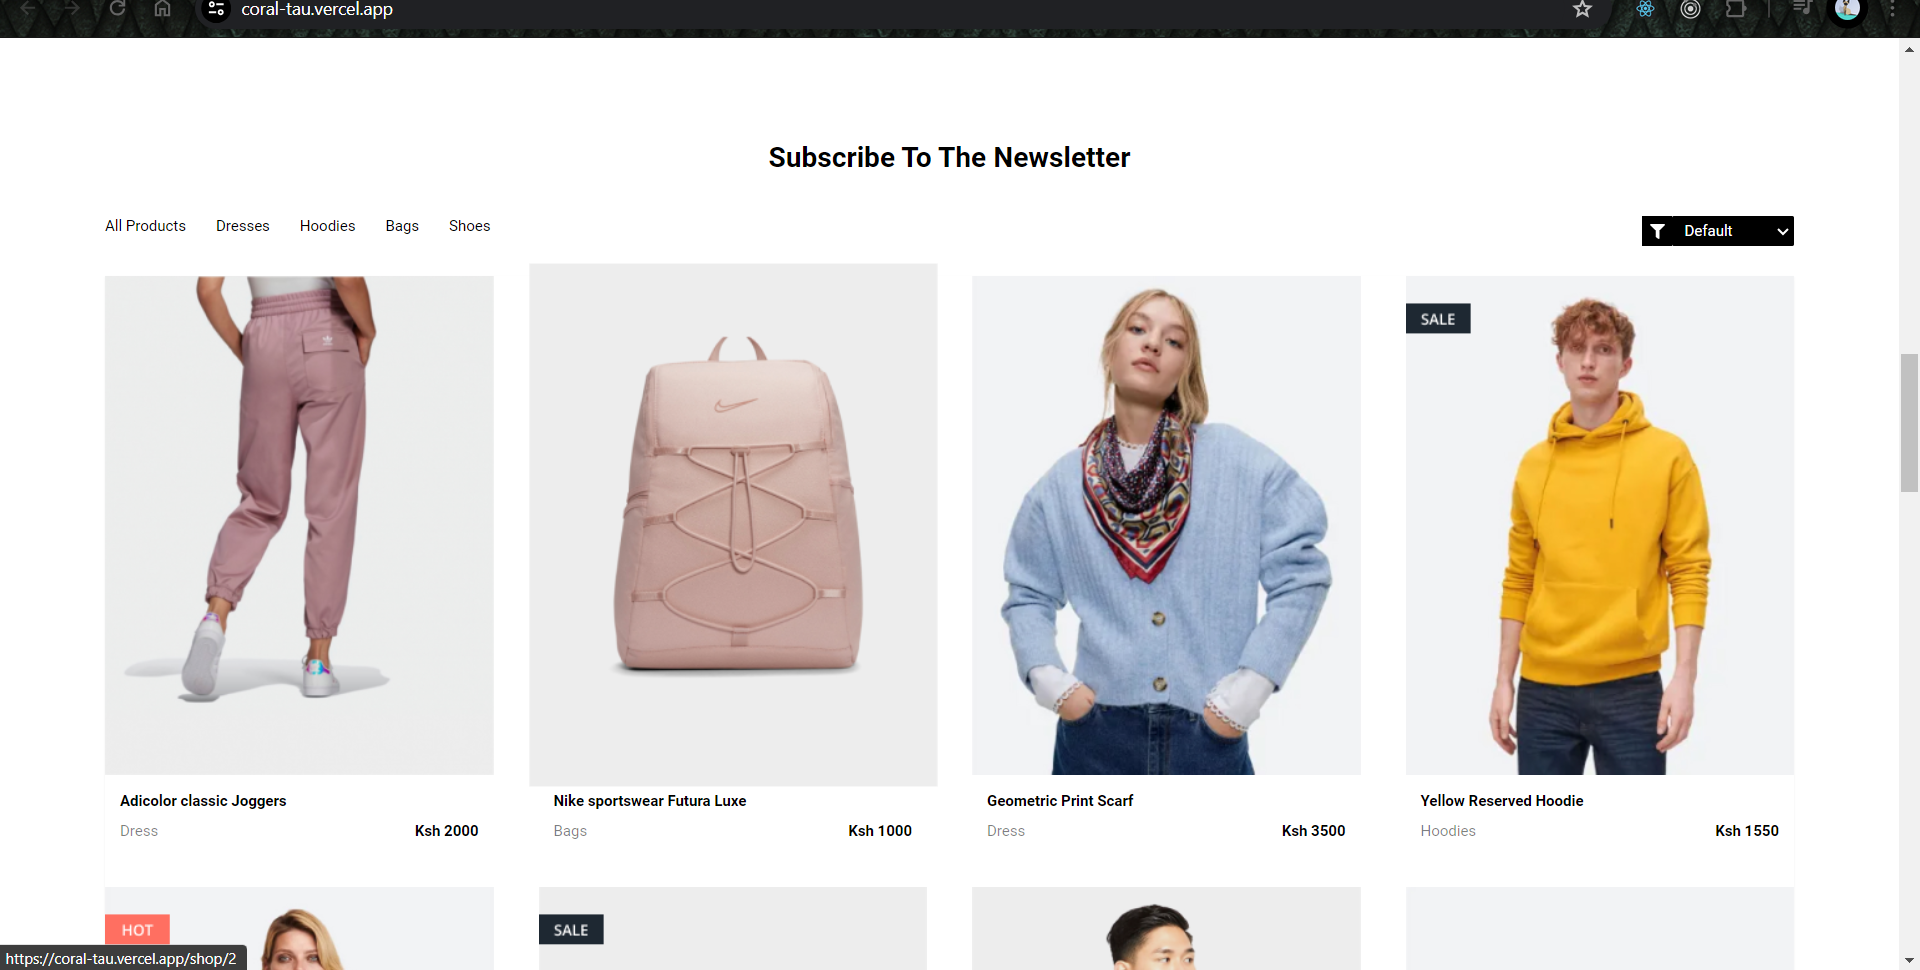 coral-tau.vercel.app
Subscribe To The Newsletter
All Products Dresses Hoodies Bags Shoes
Default
SALE
Adicolor classic Joggers
Dress Ksh 2000
Nike sportswear Futura Luxe
Bags Ksh 1000
Geometric Print Scarf
Dress Ksh 3500
Yellow Reserved Hoodie
Hoodies Ksh 1550
HOT
SALE
https://coral-tau.vercel.app/shop/2